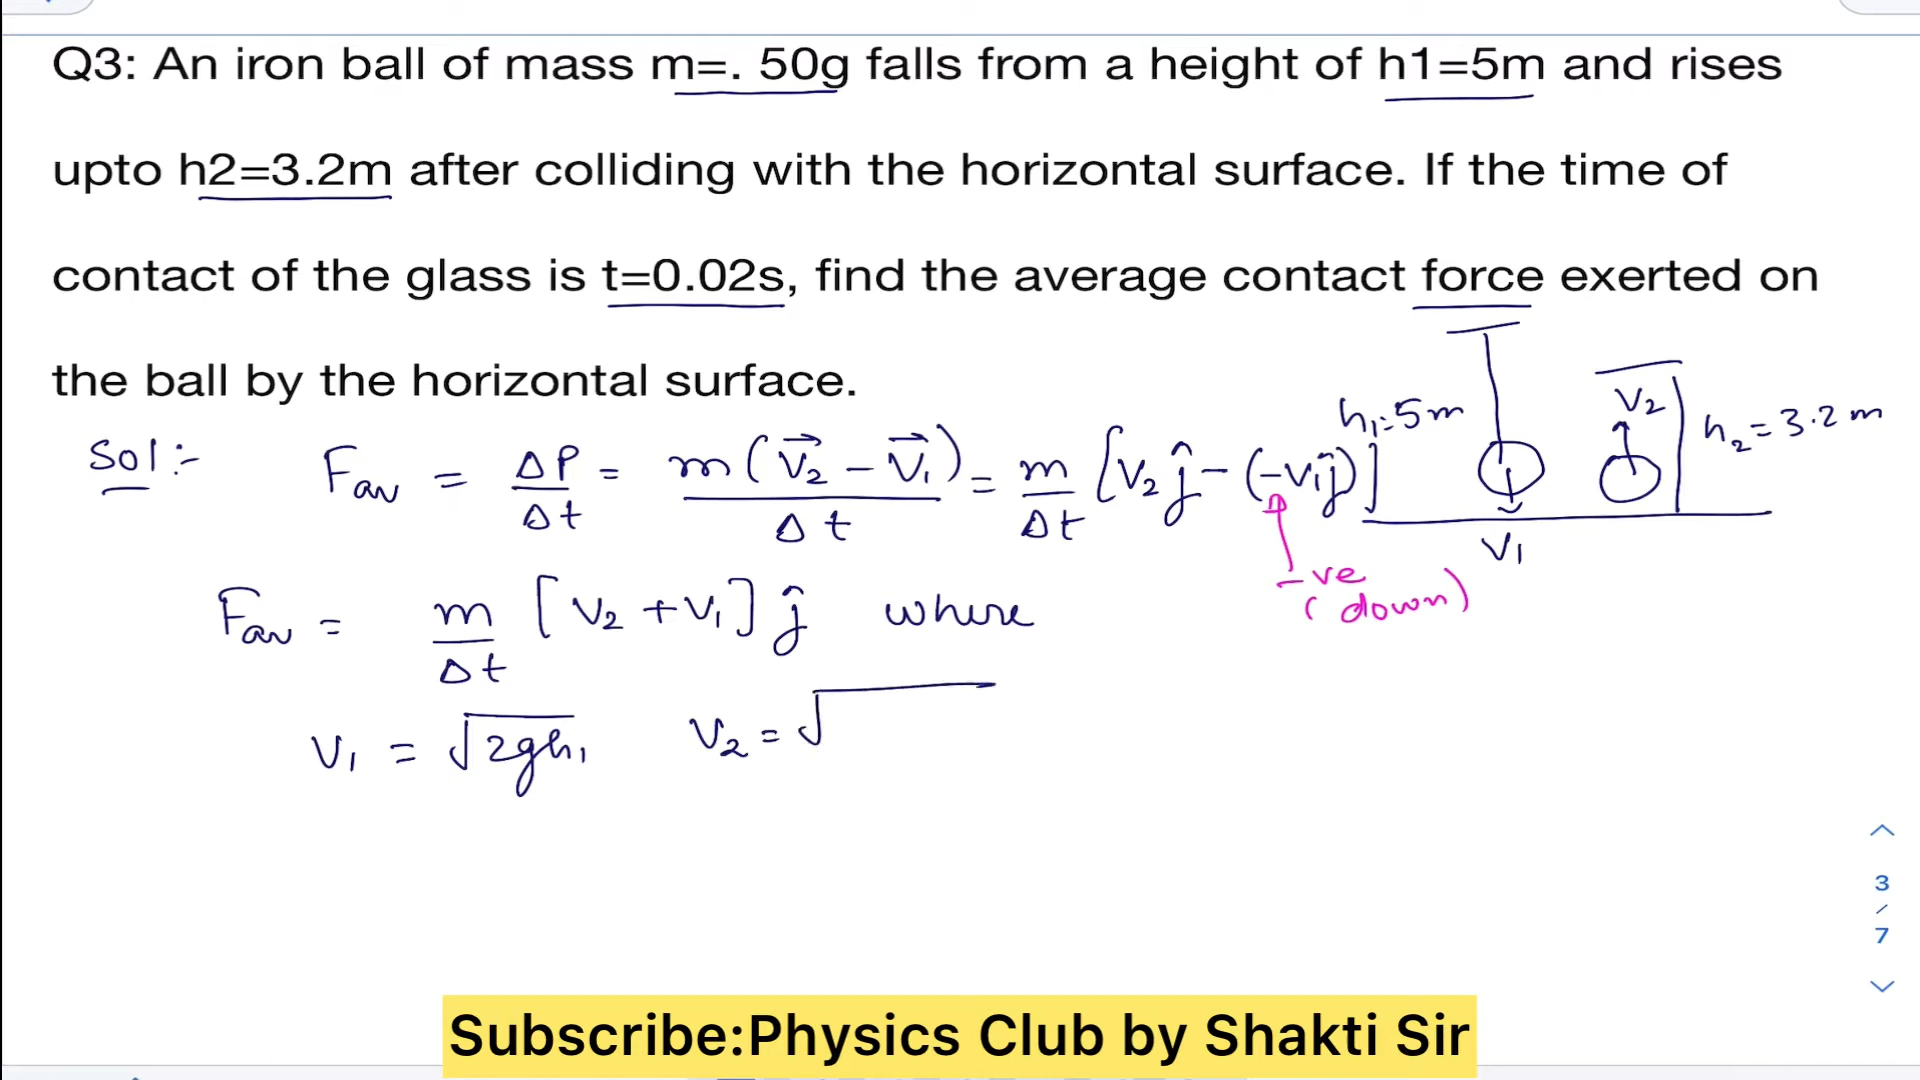 Q3: An iron ball of mass m=. 50g falls from a height of h1=5m and rises
upto h2=3.2m after colliding with the horizontal surface. If the time of
contact of the glass is t=0.02s, find the average contact force exerted on
the ball by the horizontal surface.
Sol:-
F_av = ΔP/Δt = m(v⃗₂ - v⃗₁)/Δt = m/Δt [v₂ĵ - (-v₁ĵ)]
h₁=5m
v₂
h₂=3.2m
v₁
-ve
(down)
F_av = m/Δt [v₂+v₁]ĵ where
v₁ = √2gh₁ v₂ = √
3
/
7
Subscribe:Physics Club by Shakti Sir